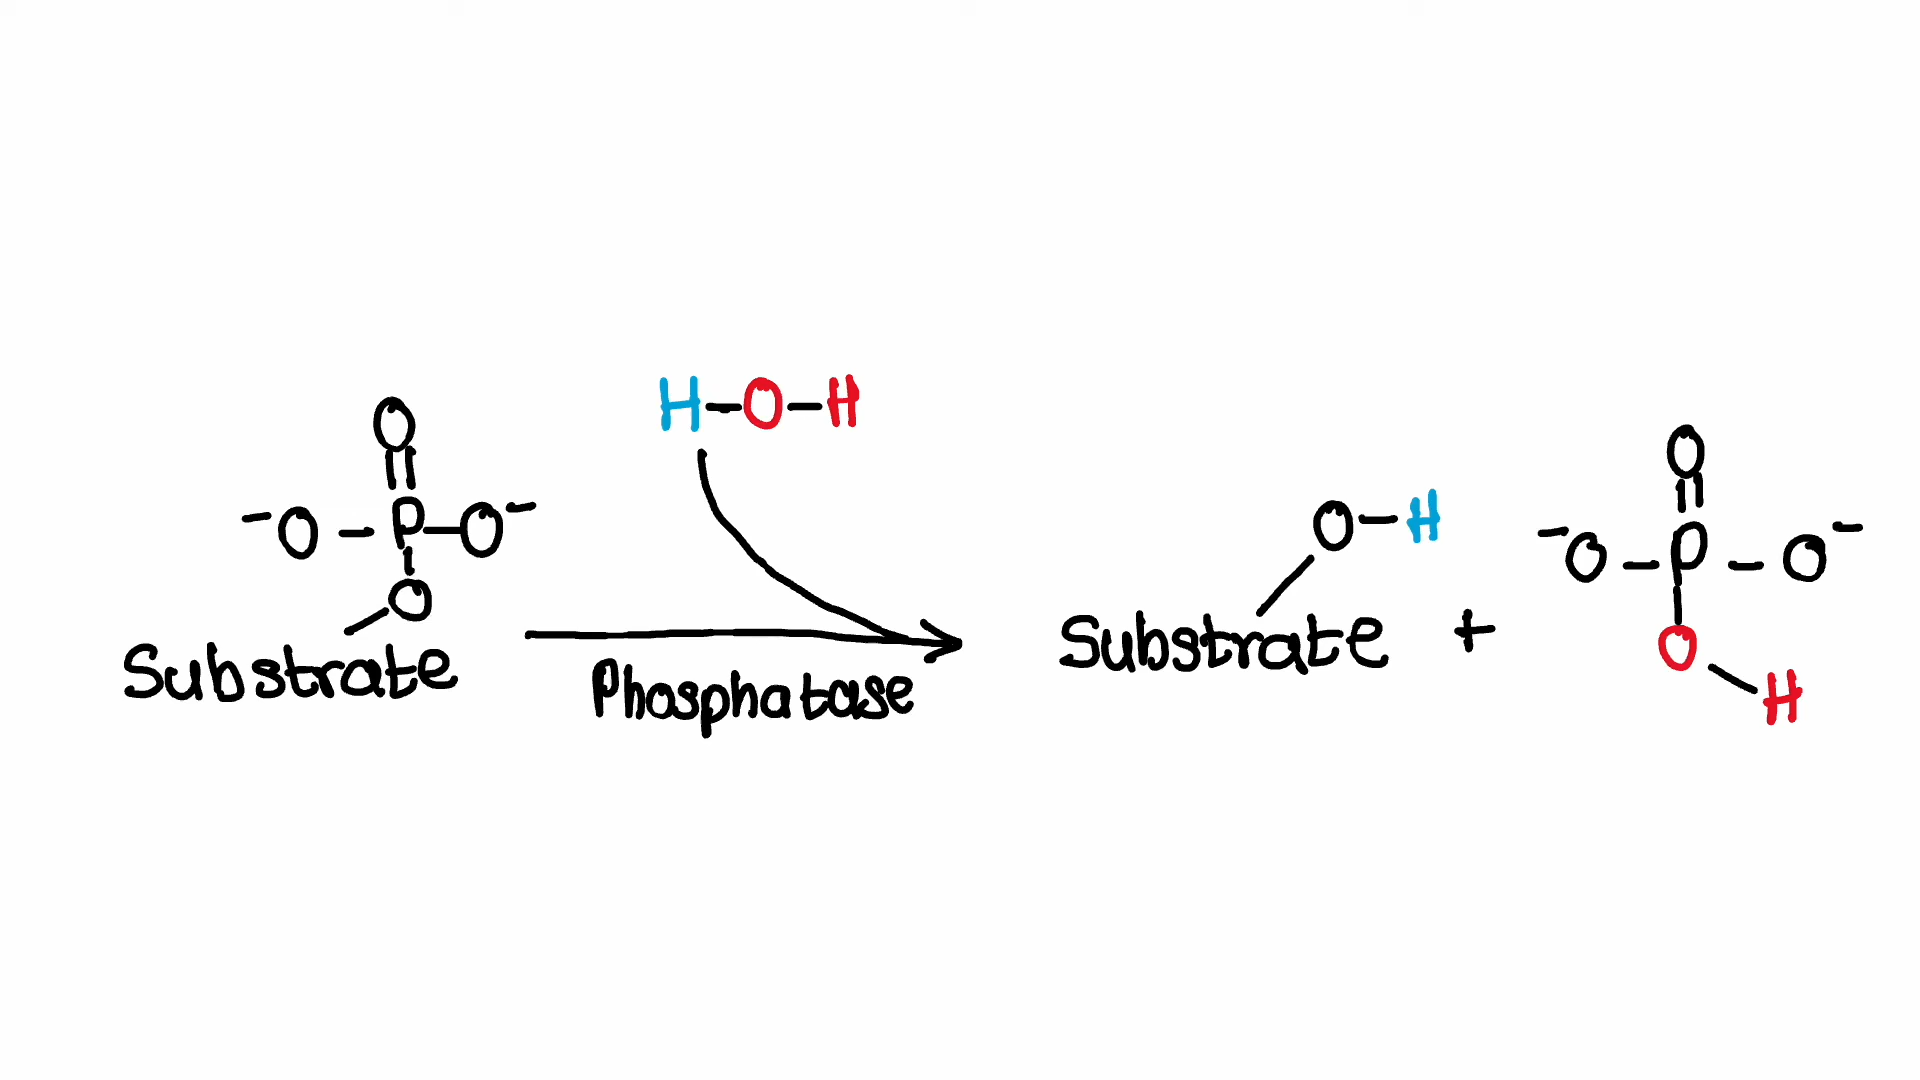 O
H-O-H
⁻O-P-O⁻
O
Substrate
Phosphatase
O-H
Substrate +
O
⁻O-P-O⁻
O
H